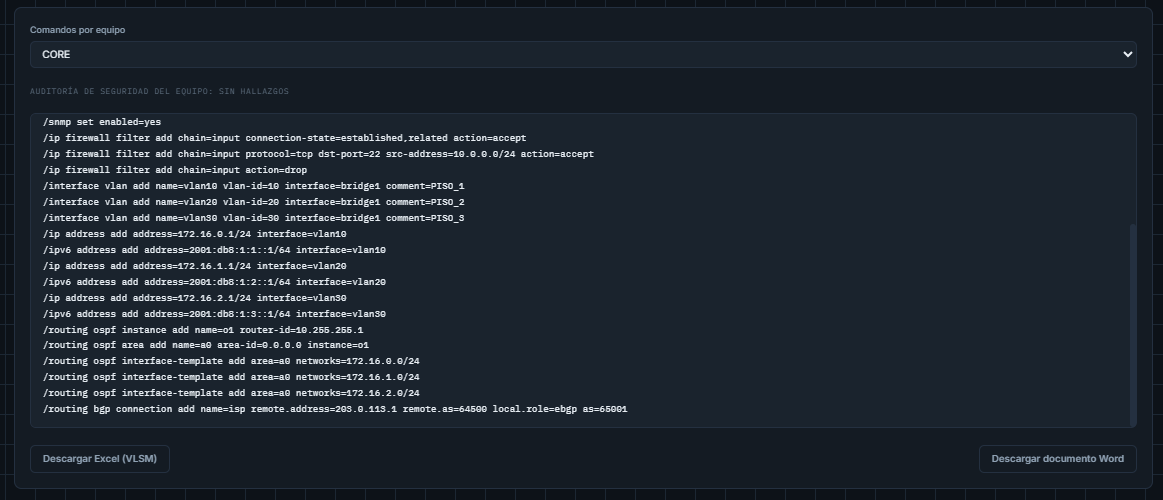 Comandos por equipo
CORE
AUDITORÍA DE SEGURIDAD DEL EQUIPO: SIN HALLAZGOS
/snmp set enabled=yes
/ip firewall filter add chain=input connection-state=established,related action=accept
/ip firewall filter add chain=input protocol=tcp dst-port=22 src-address=10.0.0.0/24 action=accept
/ip firewall filter add chain=input action=drop
/interface vlan add name=vlan10 vlan-id=10 interface=bridge1 comment=PISO_1
/interface vlan add name=vlan20 vlan-id=20 interface=bridge1 comment=PISO_2
/interface vlan add name=vlan30 vlan-id=30 interface=bridge1 comment=PISO_3
/ip address add address=172.16.0.1/24 interface=vlan10
/ipv6 address add address=2001:db8:1:1::1/64 interface=vlan10
/ip address add address=172.16.1.1/24 interface=vlan20
/ipv6 address add address=2001:db8:1:2::1/64 interface=vlan20
/ip address add address=172.16.2.1/24 interface=vlan30
/ipv6 address add address=2001:db8:1:3::1/64 interface=vlan30
/routing ospf instance add name=o1 router-id=10.255.255.1
/routing ospf area add name=a0 area-id=0.0.0.0 instance=o1
/routing ospf interface-template add area=a0 networks=172.16.0.0/24
/routing ospf interface-template add area=a0 networks=172.16.1.0/24
/routing ospf interface-template add area=a0 networks=172.16.2.0/24
/routing bgp connection add name=isp remote.address=203.0.113.1 remote.as=64500 local.role=ebgp as=65001
Descargar Excel (VLSM)
Descargar documento Word